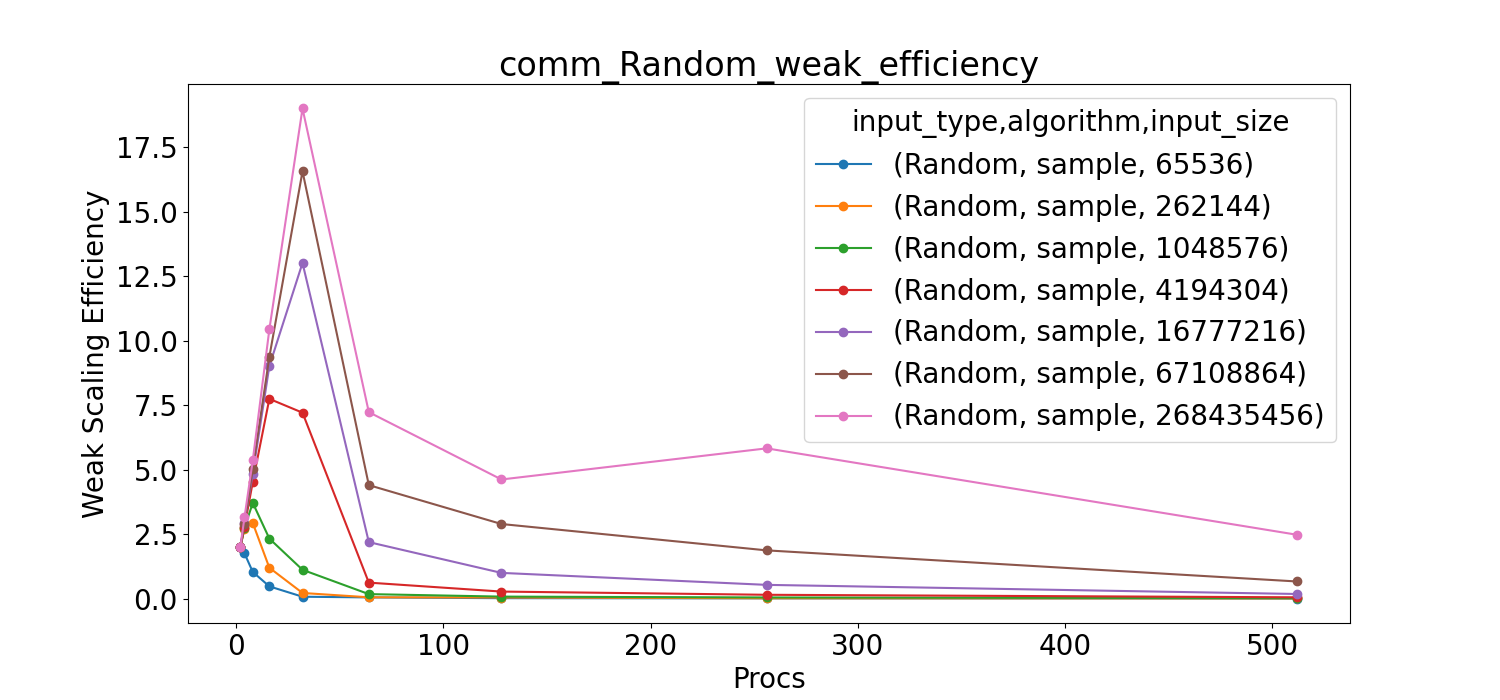 comm_Random_weak_efficiency
Weak Scaling Efficiency
17.5
15.0
12.5
10.0
7.5
5.0
2.5
0.0
input_type,algorithm,input_size
(Random, sample, 65536)
(Random, sample, 262144)
(Random, sample, 1048576)
(Random, sample, 4194304)
(Random, sample, 16777216)
(Random, sample, 67108864)
(Random, sample, 268435456)
0 100 200 300 400 500
Procs